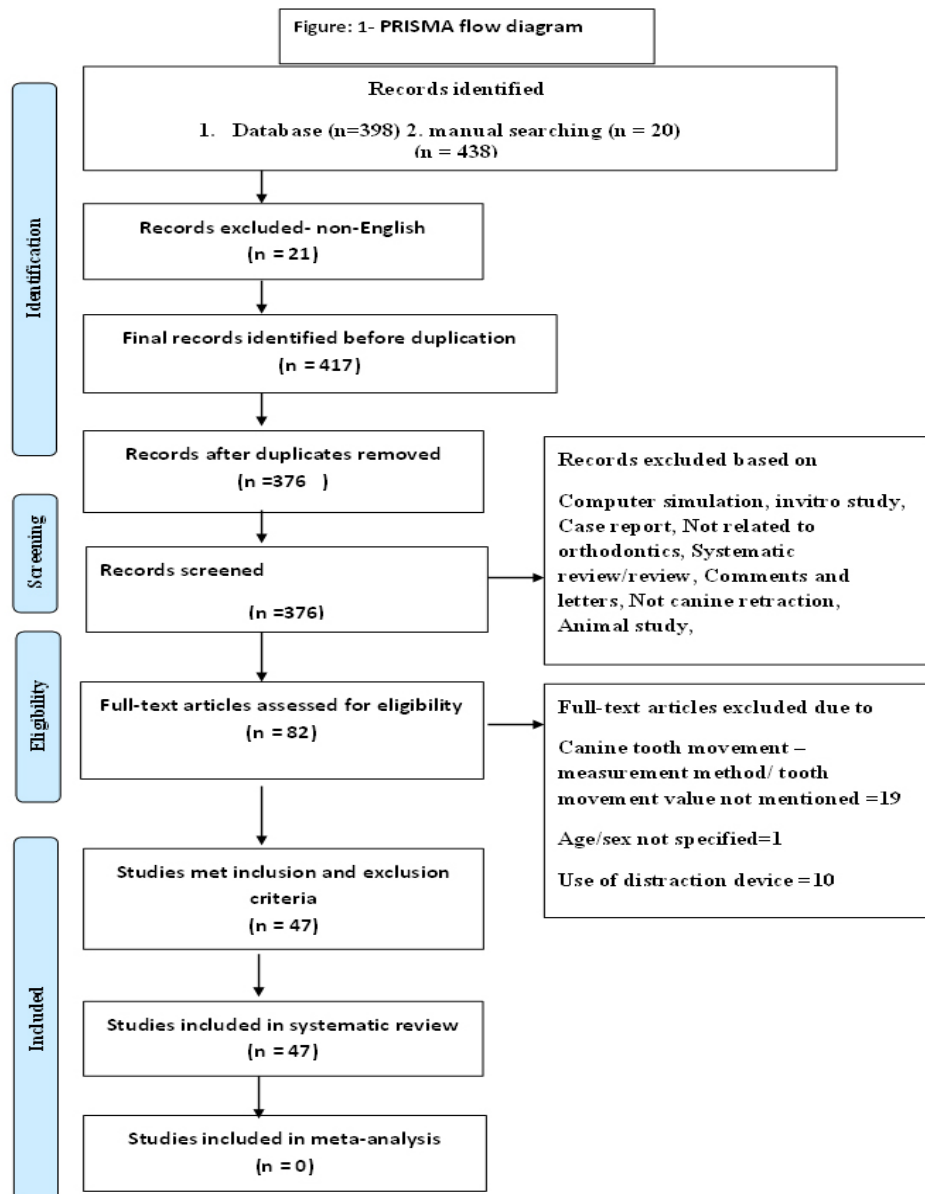 Figure: 1- PRISMA flow diagram
Records identified
1. Database (n=398) 2. manual searching (n = 20)
(n = 438)
Identification
Records excluded- non-English
(n = 21)
Final records identified before duplication
(n = 417)
Records after duplicates removed
(n =376 )
Screening
Records screened
(n =376)
Records excluded based on
Computer simulation, invitro study,
Case report, Not related to
orthodontics, Systematic
review/review, Comments and
letters, Not canine retraction,
Animal study,
Eligibility
Full-text articles assessed for eligibility
(n = 82)
Full-text articles excluded due to
Canine tooth movement –
measurement method/ tooth
movement value not mentioned =19
Age/sex not specified=1
Use of distraction device =10
Included
Studies met inclusion and exclusion
criteria
(n = 47)
Studies included in systematic review
(n = 47)
Studies included in meta-analysis
(n = 0)